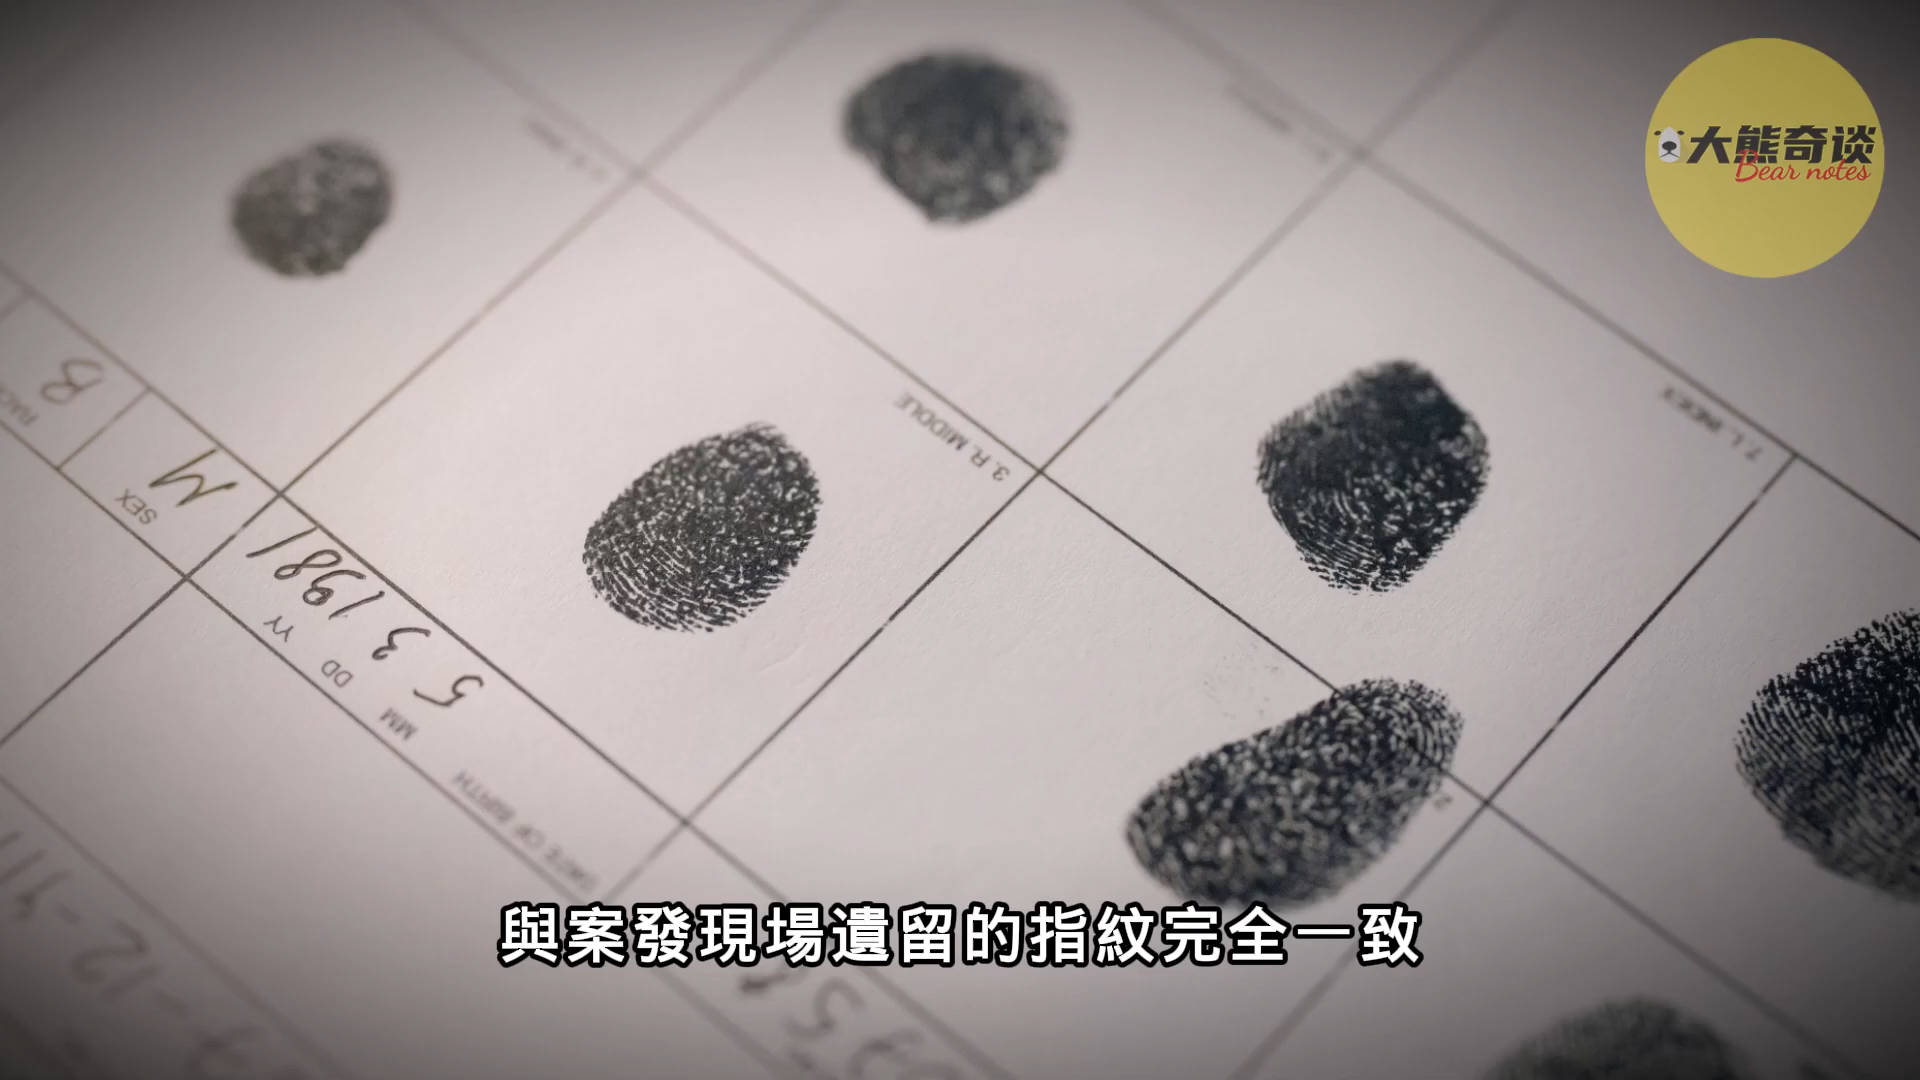 大熊奇谈
Bear notes
3. R. MIDDLE
7. L. INDEX
B
M
SEX
5 3 1981
MM DD YY
DATE OF BIRTH
與案發現場遺留的指紋完全一致